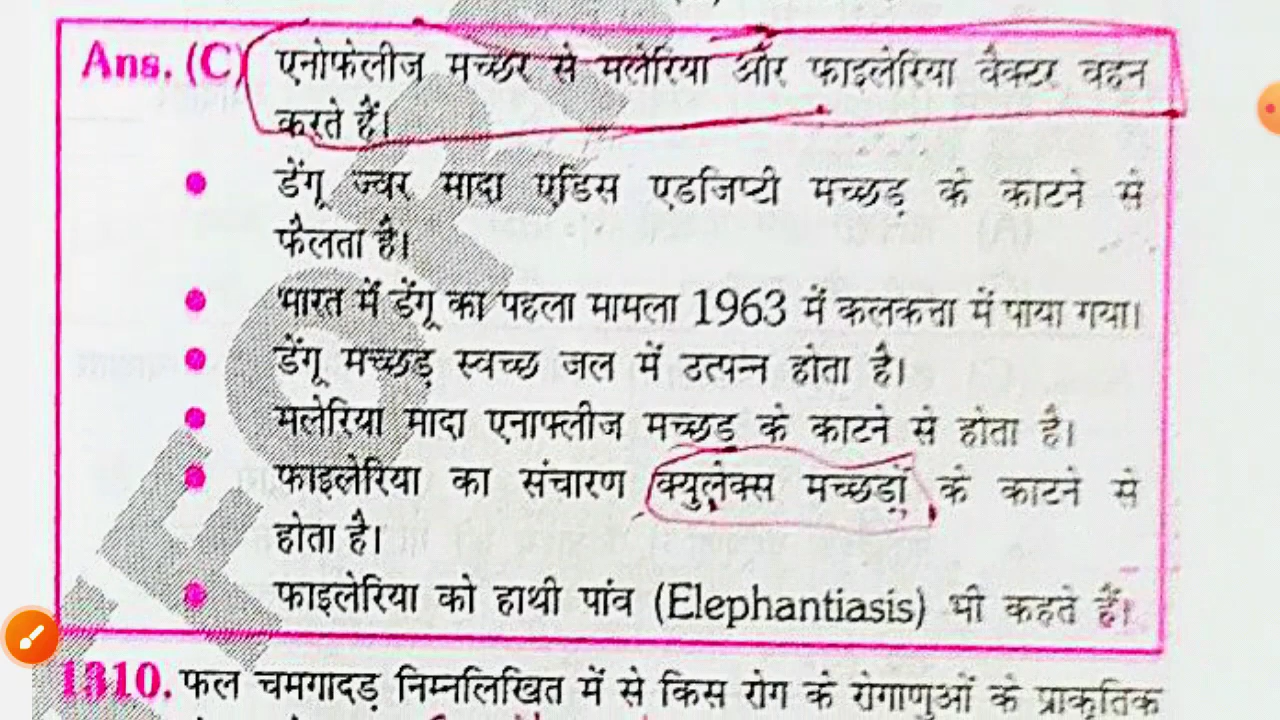 Ans. (C) एनोफेलीज मच्छर से मलेरिया और फाइलेरिया वैक्टर वहन
करते हैं।
डेंगू ज्वर मादा एडिस एडजिप्टी मच्छड़ के काटने से
फैलता है।
भारत में डेंगू का पहला मामला 1963 में कलकत्ता में पाया गया।
डेंगू मच्छड़ स्वच्छ जल में उत्पन्न होता है।
मलेरिया मादा एनाफ्लीज मच्छड़ के काटने से होता है।
फाइलेरिया का संचारण क्युलेक्स मच्छड़ों के काटने से
होता है।
फाइलेरिया को हाथी पांव (Elephantiasis) भी कहते हैं।
1310. फल चमगादड़ निम्नलिखित में से किस रोग के रोगाणुओं के प्राकृतिक